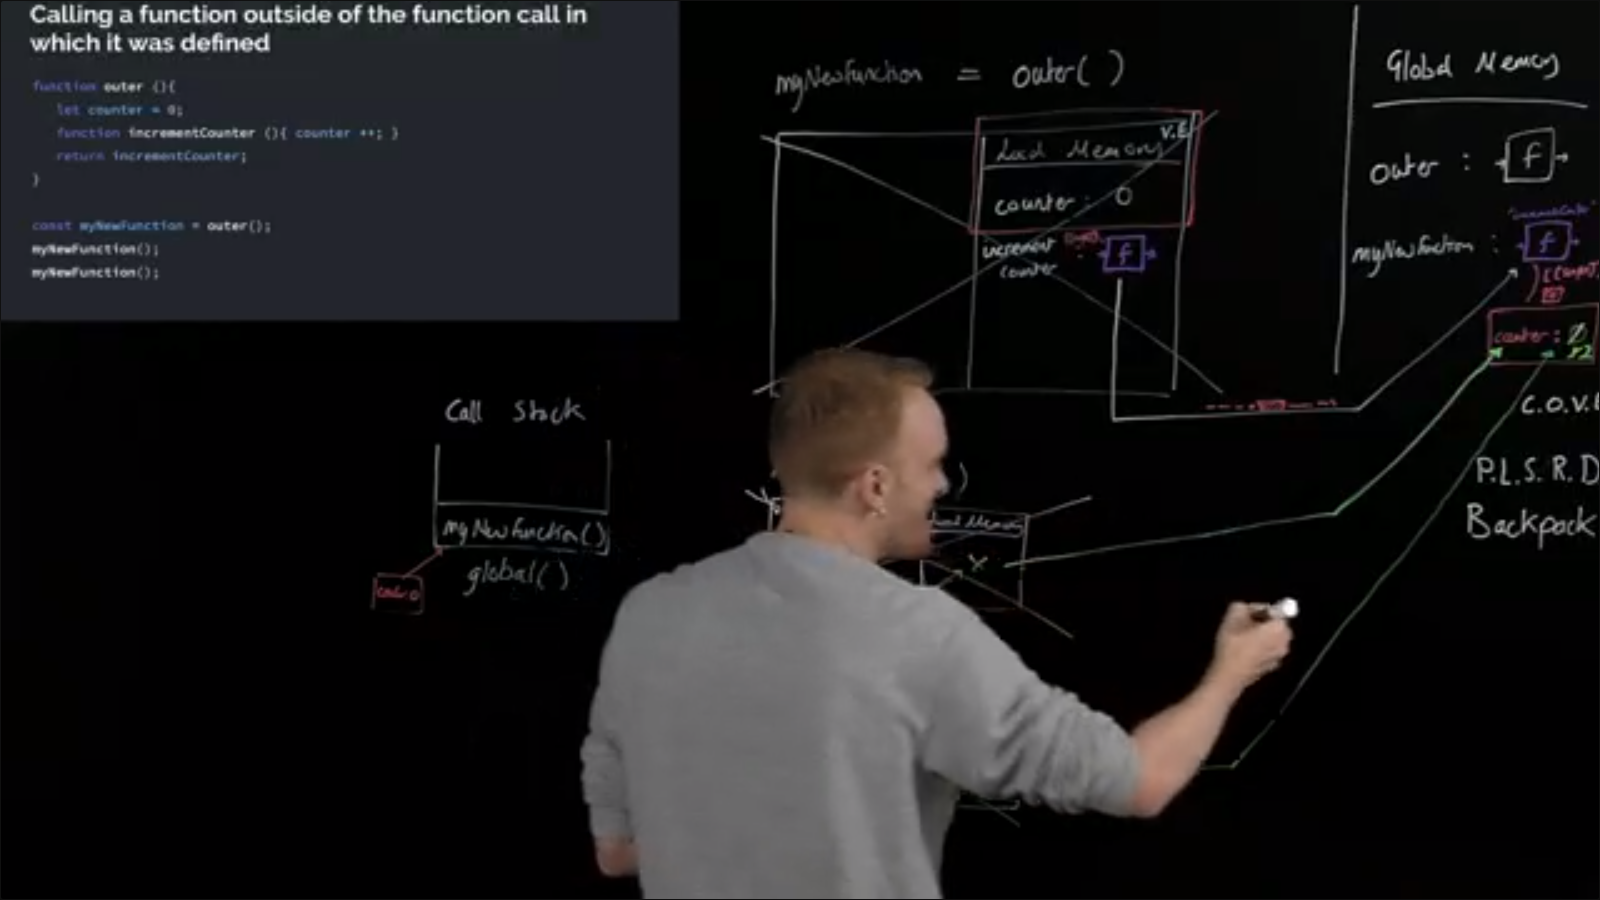 Calling a function outside of the function call in
which it was defined
function outer (){
let counter = 0;
function incrementCounter (){ counter ++; }
return incrementCounter;
}
const myNewFunction = outer();
myNewFunction();
myNewFunction();
myNewFunction = outer( )
V.E
Local Memory
counter : 0
increment
counter : f
Call Stack
myNewFunction()
global()
)
Local Memory
X
Global Memory
outer : f
myNewFunction : f
counter : 0
2
C.O.V.E
P.L.S.R.D
Backpack